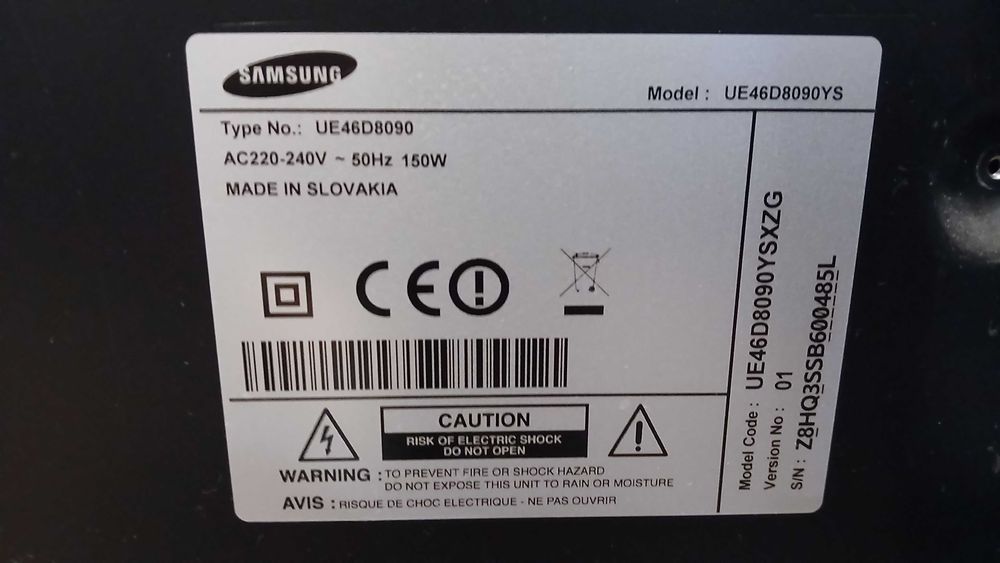 SAMSUNG
Model : UE46D8090YS
Type No.: UE46D8090
AC220-240V ~ 50Hz 150W
MADE IN SLOVAKIA
CE
CAUTION
RISK OF ELECTRIC SHOCK
DO NOT OPEN
WARNING : TO PREVENT FIRE OR SHOCK HAZARD
DO NOT EXPOSE THIS UNIT TO RAIN OR MOISTURE
AVIS : RISQUE DE CHOC ELECTRIQUE - NE PAS OUVRIR
Model Code : UE46D8090YSXZG
Version No : 01
S/N : Z8HQ3SSB600485L